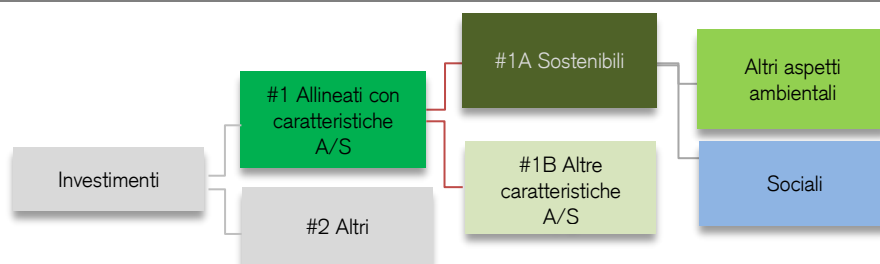 Investimenti
#1 Allineati con
caratteristiche
A/S
#2 Altri
#1A Sostenibili
#1B Altre
caratteristiche
A/S
Altri aspetti
ambientali
Sociali